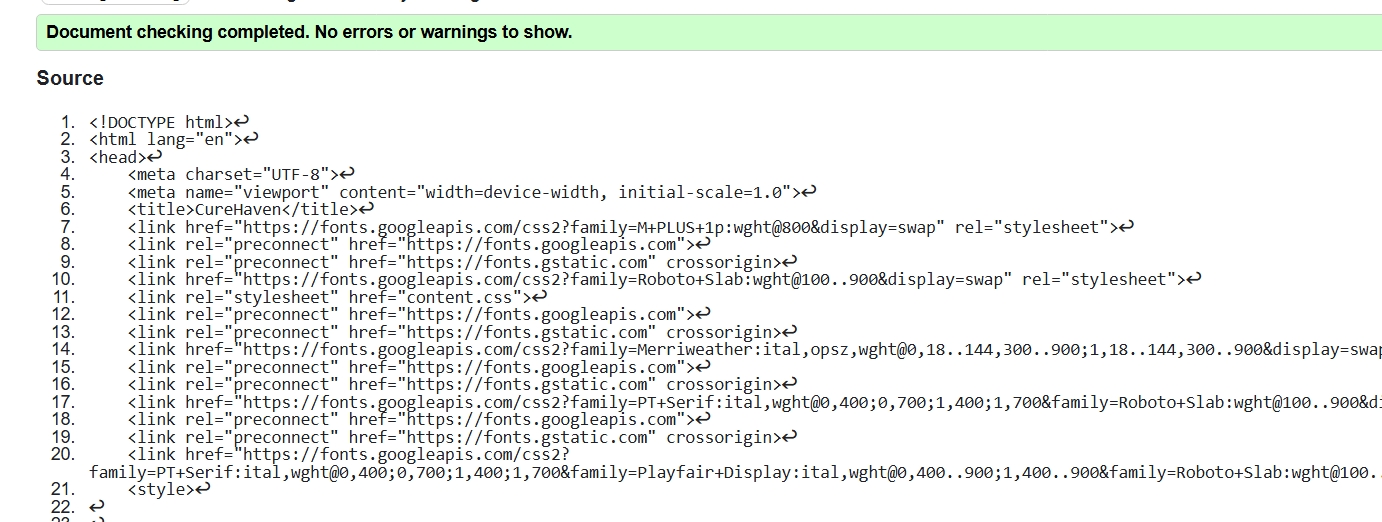 Document checking completed. No errors or warnings to show.
Source
1. <!DOCTYPE html>↩
2. <html lang="en">↩
3. <head>↩
4. <meta charset="UTF-8">↩
5. <meta name="viewport" content="width=device-width, initial-scale=1.0">↩
6. <title>CureHaven</title>↩
7. <link href="https://fonts.googleapis.com/css2?family=M+PLUS+1p:wght@800&display=swap" rel="stylesheet">↩
8. <link rel="preconnect" href="https://fonts.googleapis.com">↩
9. <link rel="preconnect" href="https://fonts.gstatic.com" crossorigin>↩
10. <link href="https://fonts.googleapis.com/css2?family=Roboto+Slab:wght@100..900&display=swap" rel="stylesheet">↩
11. <link rel="stylesheet" href="content.css">↩
12. <link rel="preconnect" href="https://fonts.googleapis.com">↩
13. <link rel="preconnect" href="https://fonts.gstatic.com" crossorigin>↩
14. <link href="https://fonts.googleapis.com/css2?family=Merriweather:ital,opsz,wght@0,18..144,300..900;1,18..144,300..900&display=swap
15. <link rel="preconnect" href="https://fonts.googleapis.com">↩
16. <link rel="preconnect" href="https://fonts.gstatic.com" crossorigin>↩
17. <link href="https://fonts.googleapis.com/css2?family=PT+Serif:ital,wght@0,400;0,700;1,400;1,700&family=Roboto+Slab:wght@100..900&di
18. <link rel="preconnect" href="https://fonts.googleapis.com">↩
19. <link rel="preconnect" href="https://fonts.gstatic.com" crossorigin>↩
20. <link href="https://fonts.googleapis.com/css2?
family=PT+Serif:ital,wght@0,400;0,700;1,400;1,700&family=Playfair+Display:ital,wght@0,400..900;1,400..900&family=Roboto+Slab:wght@100..
21. <style>↩
22. ↩